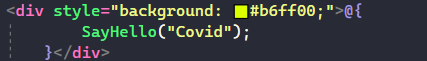 <div style="background: #b6ff00;">@{
SayHello("Covid");
}</div>